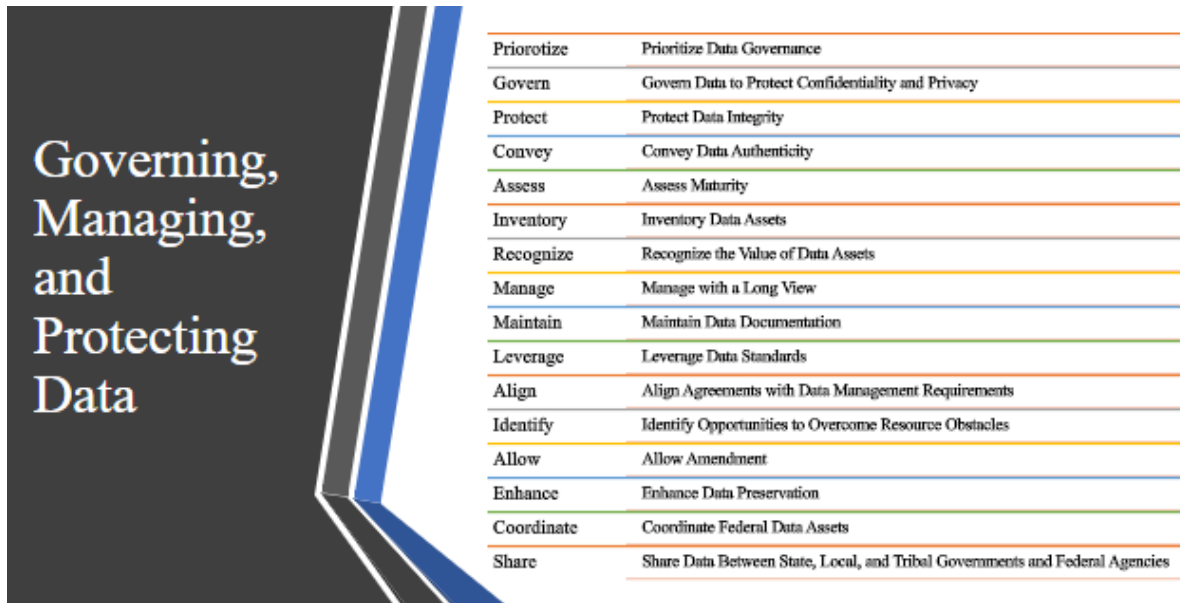 Governing,
Managing,
and
Protecting
Data
Priorotize Prioritize Data Governance
Govern Govern Data to Protect Confidentiality and Privacy
Protect Protect Data Integrity
Convey Convey Data Authenticity
Assess Assess Maturity
Inventory Inventory Data Assets
Recognize Recognize the Value of Data Assets
Manage Manage with a Long View
Maintain Maintain Data Documentation
Leverage Leverage Data Standards
Align Align Agreements with Data Management Requirements
Identify Identify Opportunities to Overcome Resource Obstacles
Allow Allow Amendment
Enhance Enhance Data Preservation
Coordinate Coordinate Federal Data Assets
Share Share Data Between State, Local, and Tribal Governments and Federal Agencies